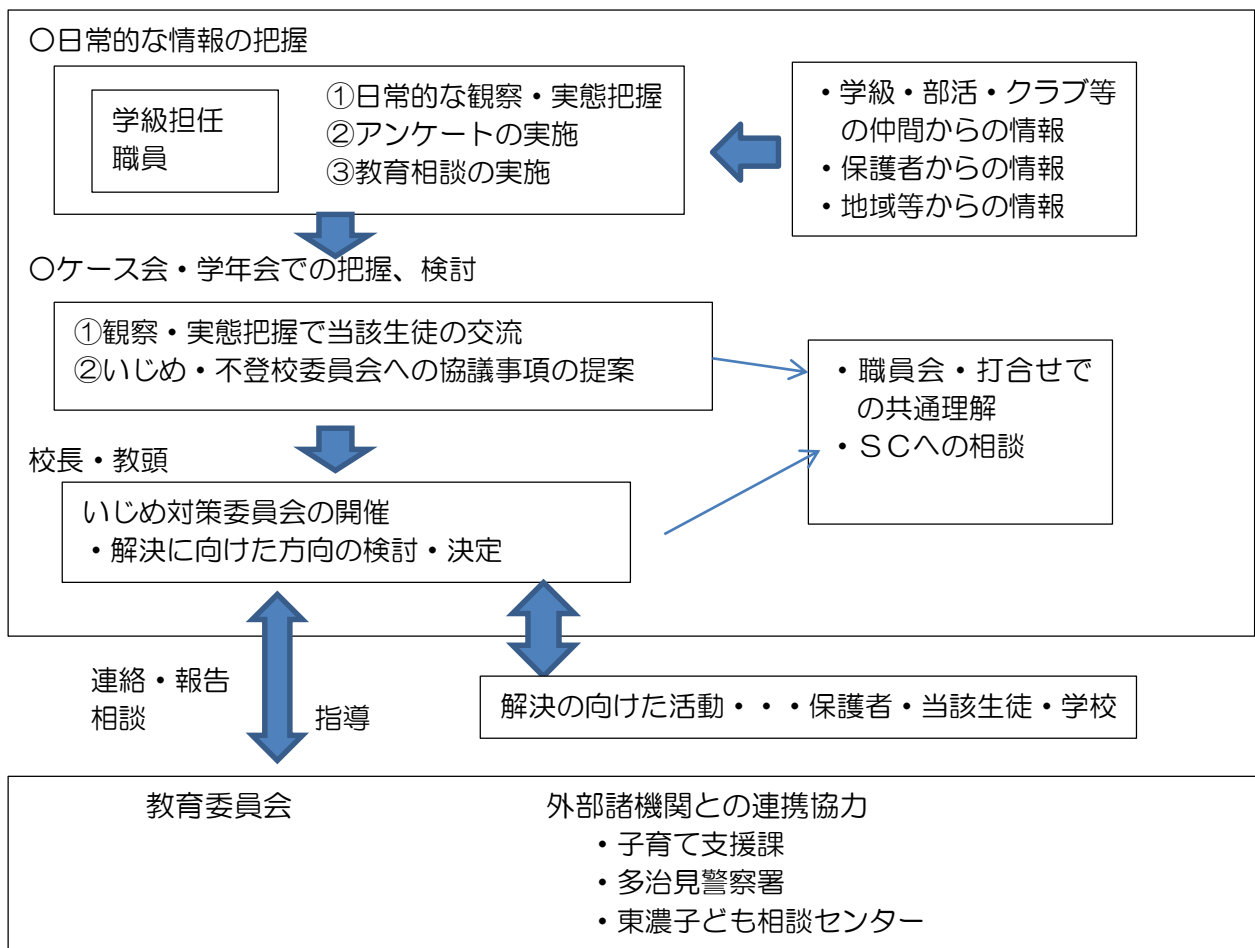 〇日常的な情報の把握
学級担任
職員
①日常的な観察・実態把握
②アンケートの実施
③教育相談の実施
・学級・部活・クラブ等
の仲間からの情報
・保護者からの情報
・地域等からの情報
〇ケース会・学年会での把握、検討
①観察・実態把握で当該生徒の交流
②いじめ・不登校委員会への協議事項の提案
・職員会・打合せで
の共通理解
・ＳＣへの相談
校長・教頭
いじめ対策委員会の開催
・解決に向けた方向の検討・決定
連絡・報告
相談
指導
解決の向けた活動・・・保護者・当該生徒・学校
教育委員会
外部諸機関との連携協力
・子育て支援課
・多治見警察署
・東濃子ども相談センター